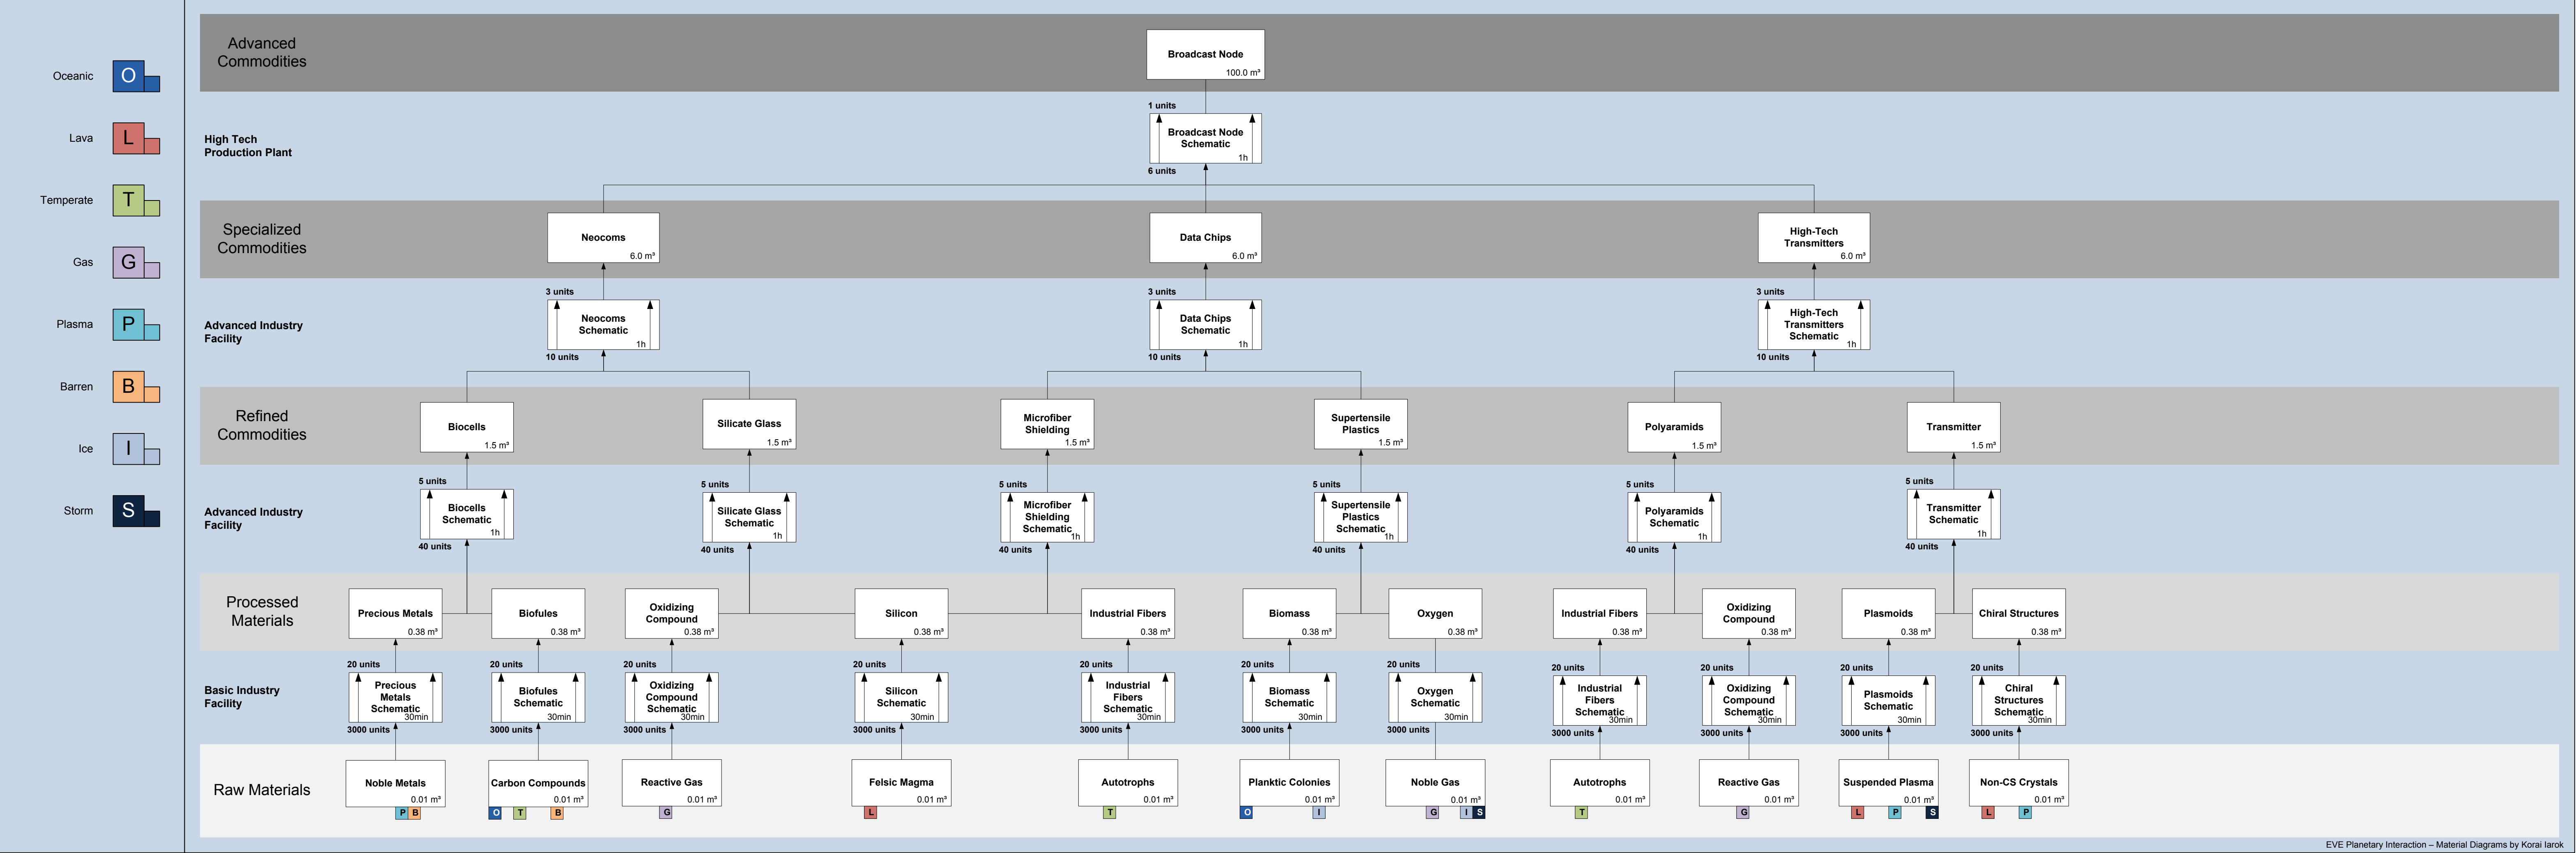 Oceanic
O
Lava
L
Temperate
T
Gas
G
Plasma
P
Barren
B
Ice
I
Storm
S
Advanced
Commodities
Broadcast Node
100.0 m³
High Tech
Production Plant
1 units
Broadcast Node
Schematic
1h
6 units
Specialized
Commodities
Neocoms
6.0 m³
Data Chips
6.0 m³
High-Tech
Transmitters
6.0 m³
Advanced Industry
Facility
3 units
Neocoms
Schematic
1h
10 units
3 units
Data Chips
Schematic
1h
10 units
3 units
High-Tech
Transmitters
Schematic
1h
10 units
Refined
Commodities
Biocells
1.5 m³
Silicate Glass
1.5 m³
Microfiber
Shielding
1.5 m³
Supertensile
Plastics
1.5 m³
Polyaramids
1.5 m³
Transmitter
1.5 m³
Advanced Industry
Facility
5 units
Biocells
Schematic
1h
40 units
5 units
Silicate Glass
Schematic
1h
40 units
5 units
Microfiber
Shielding
Schematic
1h
40 units
5 units
Supertensile
Plastics
Schematic
1h
40 units
5 units
Polyaramids
Schematic
1h
40 units
5 units
Transmitter
Schematic
1h
40 units
Processed
Materials
Precious Metals
0.38 m³
Biofules
0.38 m³
Oxidizing
Compound
0.38 m³
Silicon
0.38 m³
Industrial Fibers
0.38 m³
Biomass
0.38 m³
Oxygen
0.38 m³
Industrial Fibers
0.38 m³
Oxidizing
Compound
0.38 m³
Plasmoids
0.38 m³
Chiral Structures
0.38 m³
Basic Industry
Facility
20 units
Precious
Metals
Schematic
30min
3000 units
20 units
Biofules
Schematic
30min
3000 units
20 units
Oxidizing
Compound
Schematic
30min
3000 units
20 units
Silicon
Schematic
30min
3000 units
20 units
Industrial
Fibers
Schematic
30min
3000 units
20 units
Biomass
Schematic
30min
3000 units
20 units
Oxygen
Schematic
30min
3000 units
20 units
Industrial
Fibers
Schematic
30min
3000 units
20 units
Oxidizing
Compound
Schematic
30min
3000 units
20 units
Plasmoids
Schematic
30min
3000 units
20 units
Chiral
Structures
Schematic
30min
3000 units
Raw Materials
Noble Metals
0.01 m³
P B
Carbon Compounds
0.01 m³
O T B
Reactive Gas
0.01 m³
G
Felsic Magma
0.01 m³
L
Autotrophs
0.01 m³
T
Planktic Colonies
0.01 m³
O I
Noble Gas
0.01 m³
G I S
Autotrophs
0.01 m³
T
Reactive Gas
0.01 m³
G
Suspended Plasma
0.01 m³
L P S
Non-CS Crystals
0.01 m³
L P
EVE Planetary Interaction – Material Diagrams by Korai Iarok